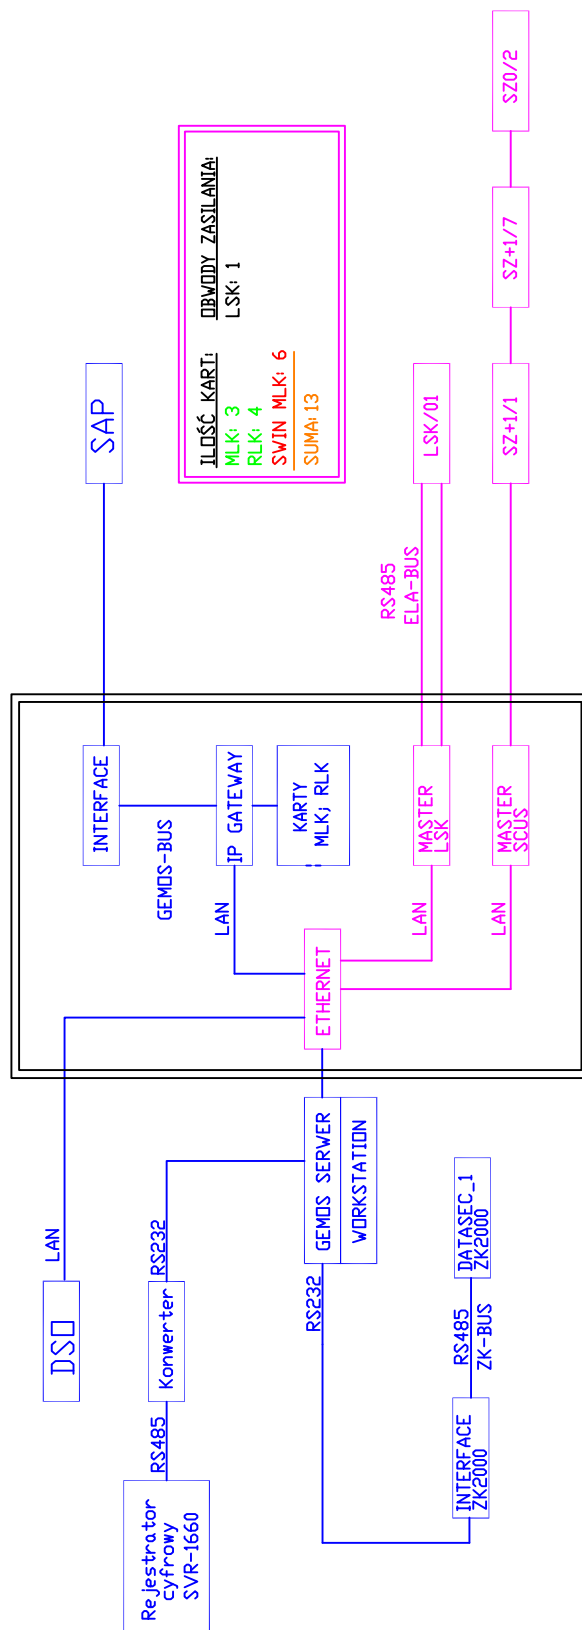 DSO
LAN
INTERFACE
SAP
Rejestrator
cyfrowy
SVR-1660
RS485
Konwerter
RS232
GEMOS-BUS
LAN
IP GATEWAY
KARTY
MLK; RLK
ILOŚĆ KART:
MLK: 3
RLK: 4
SWIN MLK: 6
SUMA: 13
OBWODY ZASILANIA:
LSK: 1
RS232
GEMOS SERWER
WORKSTATION
ETHERNET
LAN
MASTER
LSK
RS485
ELA-BUS
LSK/01
INTERFACE
ZK2000
RS485
ZK-BUS
DATASEC_1
ZK2000
LAN
MASTER
SCUS
SZ+1/1
SZ+1/7
SZ0/2